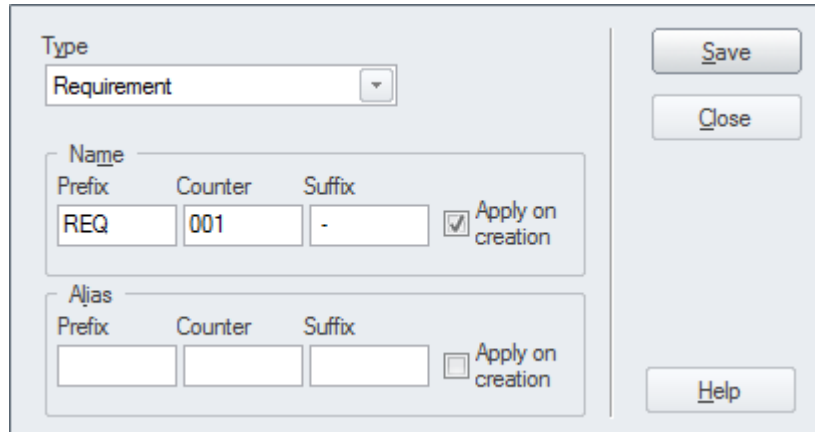 Type
Requirement
Save
Close
Name
Prefix Counter Suffix
REQ 001 - Apply on
creation
Alias
Prefix Counter Suffix
Apply on
creation
Help